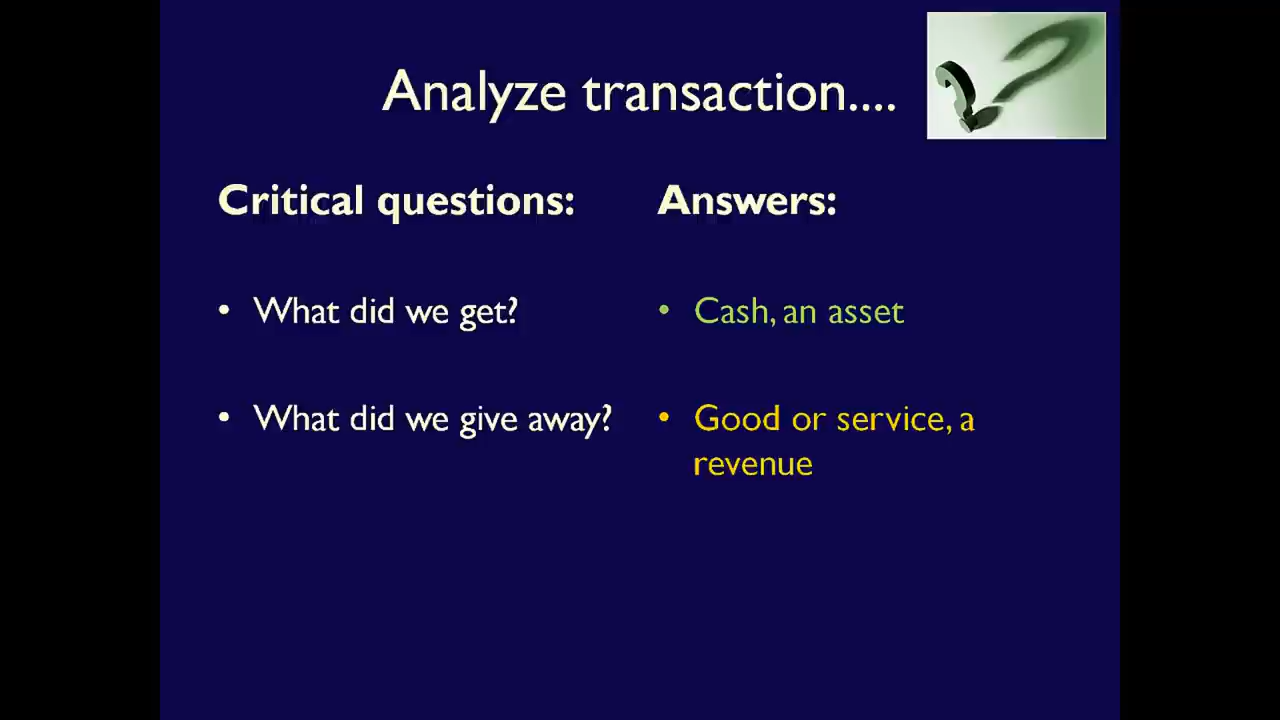 Analyze transaction....
Critical questions:
Answers:
• What did we get?
• Cash, an asset
• What did we give away?
• Good or service, a
revenue